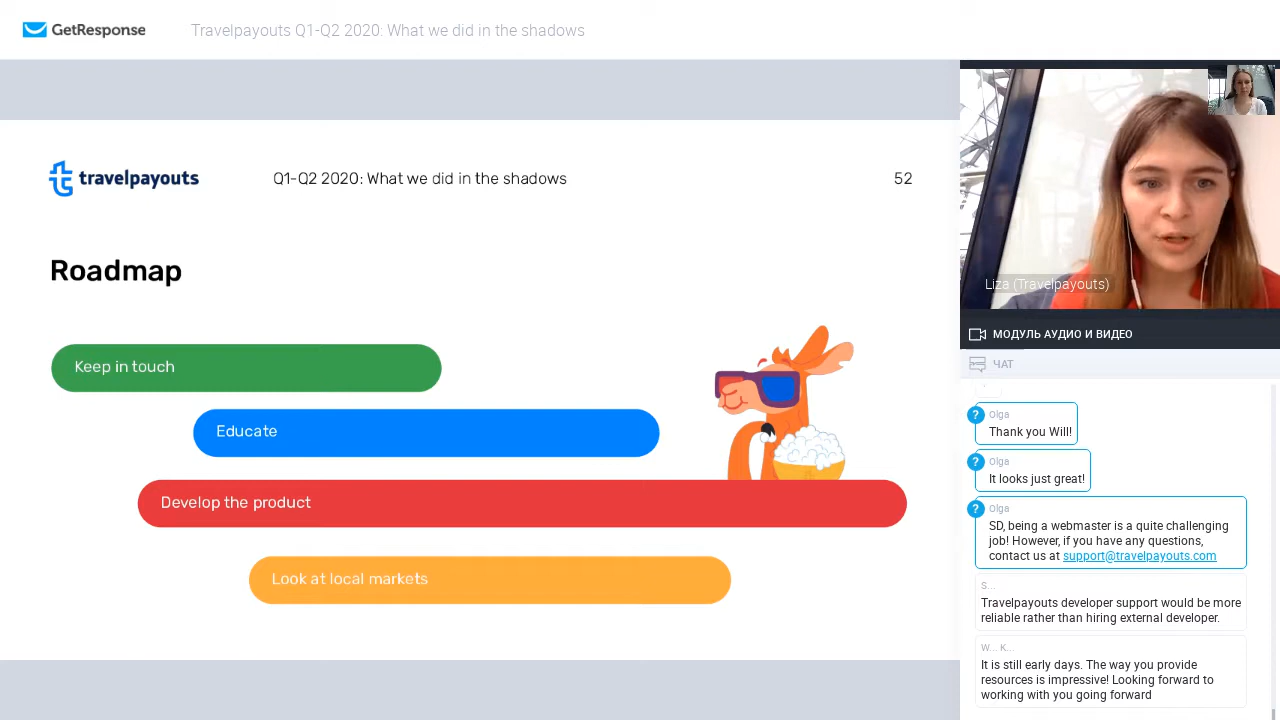 GetResponse
Travelpayouts Q1-Q2 2020: What we did in the shadows
travelpayouts
Q1-Q2 2020: What we did in the shadows
52
Roadmap
Keep in touch
Educate
Develop the product
Look at local markets
Liza (Travelpayouts)
МОДУЛЬ АУДИО И ВИДЕО
ЧАТ
? Olga
Thank you Will!
? Olga
It looks just great!
? Olga
SD, being a webmaster is a quite challenging
job! However, if you have any questions,
contact us at support@travelpayouts.com
S...
Travelpayouts developer support would be more
reliable rather than hiring external developer.
W... K...
It is still early days. The way you provide
resources is impressive! Looking forward to
working with you going forward